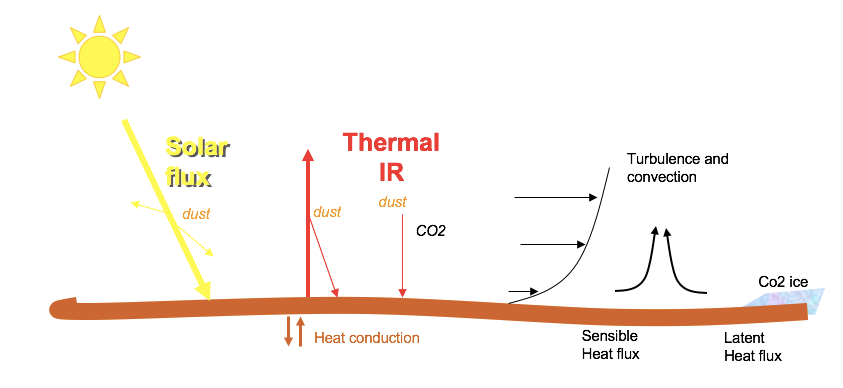 Solar
flux
dust
Thermal
IR
dust
dust
CO2
Turbulence and
convection
Co2 ice
Heat conduction
Sensible
Heat flux
Latent
Heat flux